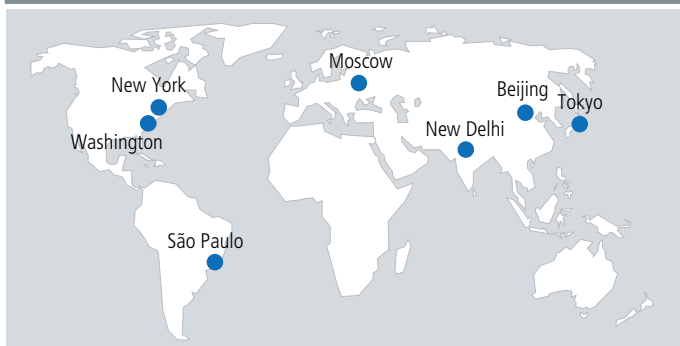 Moscow
New York
Beijing
Tokyo
New Delhi
Washington
São Paulo